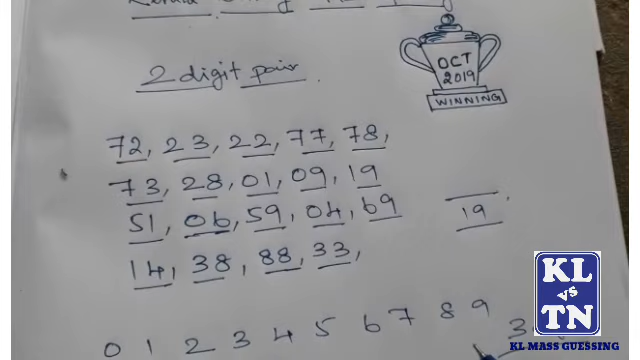 2 digit pair
OCT
2019
WINNING
72, 23, 22, 77, 78,
73, 28, 01, 09, 19
51, 06, 59, 04, 69
19
14, 38, 88, 33,
0 1 2 3 4 5 6 7 8 9
3
KL
VS
TN
KL MASS GUESSING